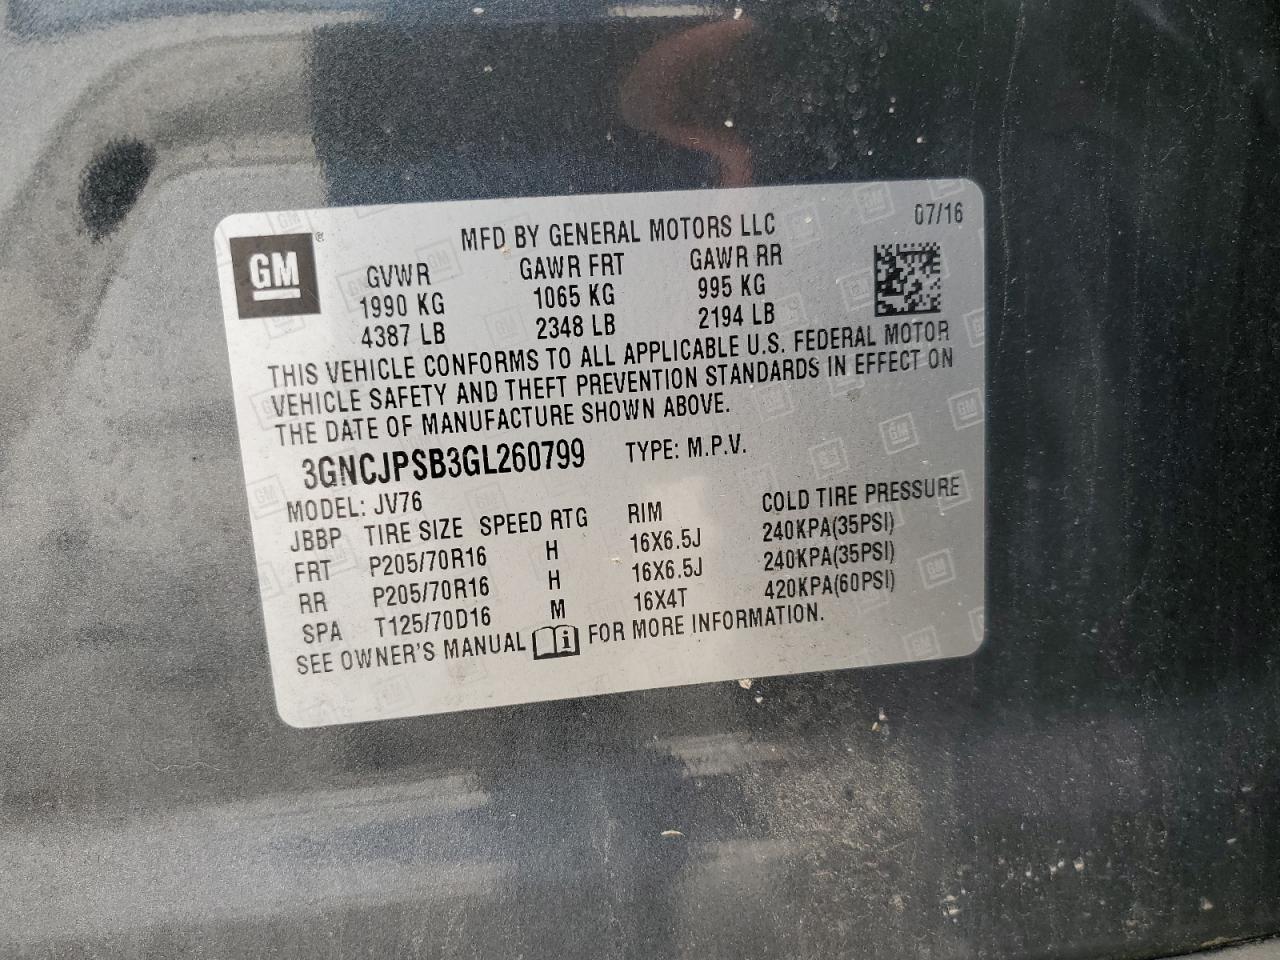 07/16
GM ®
MFD BY GENERAL MOTORS LLC
GVWR GAWR FRT GAWR RR
1990 KG 1065 KG 995 KG
4387 LB 2348 LB 2194 LB
THIS VEHICLE CONFORMS TO ALL APPLICABLE U.S. FEDERAL MOTOR
VEHICLE SAFETY AND THEFT PREVENTION STANDARDS IN EFFECT ON
THE DATE OF MANUFACTURE SHOWN ABOVE.
3GNCJPSB3GL260799 TYPE: M.P.V.
MODEL: JV76
JBBP TIRE SIZE SPEED RTG RIM COLD TIRE PRESSURE
FRT P205/70R16 H 16X6.5J 240KPA(35PSI)
RR P205/70R16 H 16X6.5J 240KPA(35PSI)
SPA T125/70D16 M 16X4T 420KPA(60PSI)
SEE OWNER'S MANUAL i FOR MORE INFORMATION.